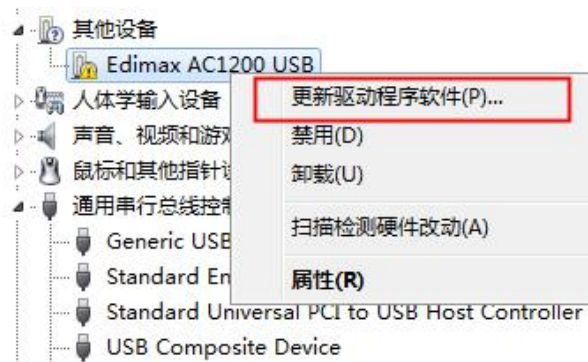 其他设备
Edimax AC1200 USB
人体学输入设备
更新驱动程序软件(P)...
声音、视频和游戏
禁用(D)
鼠标和其他指针
卸载(U)
通用串行总线控制
扫描检测硬件改动(A)
Generic USB
Standard En
属性(R)
Standard Universal PCI to USB Host Controller
USB Composite Device